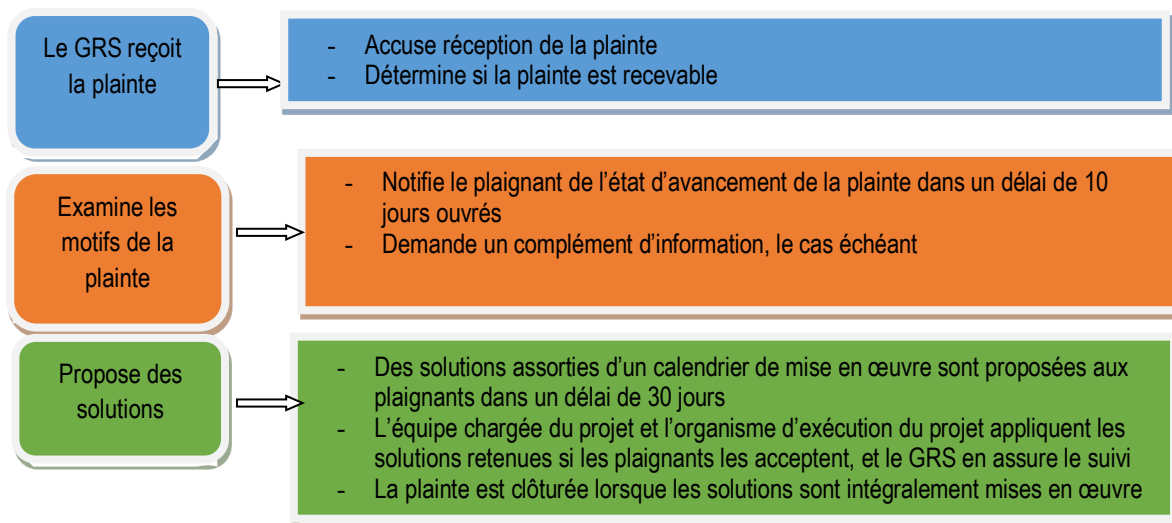 Le GRS reçoit
la plainte
- Accuse réception de la plainte
- Détermine si la plainte est recevable
Examine les
motifs de la
plainte
- Notifie le plaignant de l’état d’avancement de la plainte dans un délai de 10
jours ouvrés
- Demande un complément d’information, le cas échéant
Propose des
solutions
- Des solutions assorties d’un calendrier de mise en œuvre sont proposées aux
plaignants dans un délai de 30 jours
- L’équipe chargée du projet et l’organisme d’exécution du projet appliquent les
solutions retenues si les plaignants les acceptent, et le GRS en assure le suivi
- La plainte est clôturée lorsque les solutions sont intégralement mises en œuvre